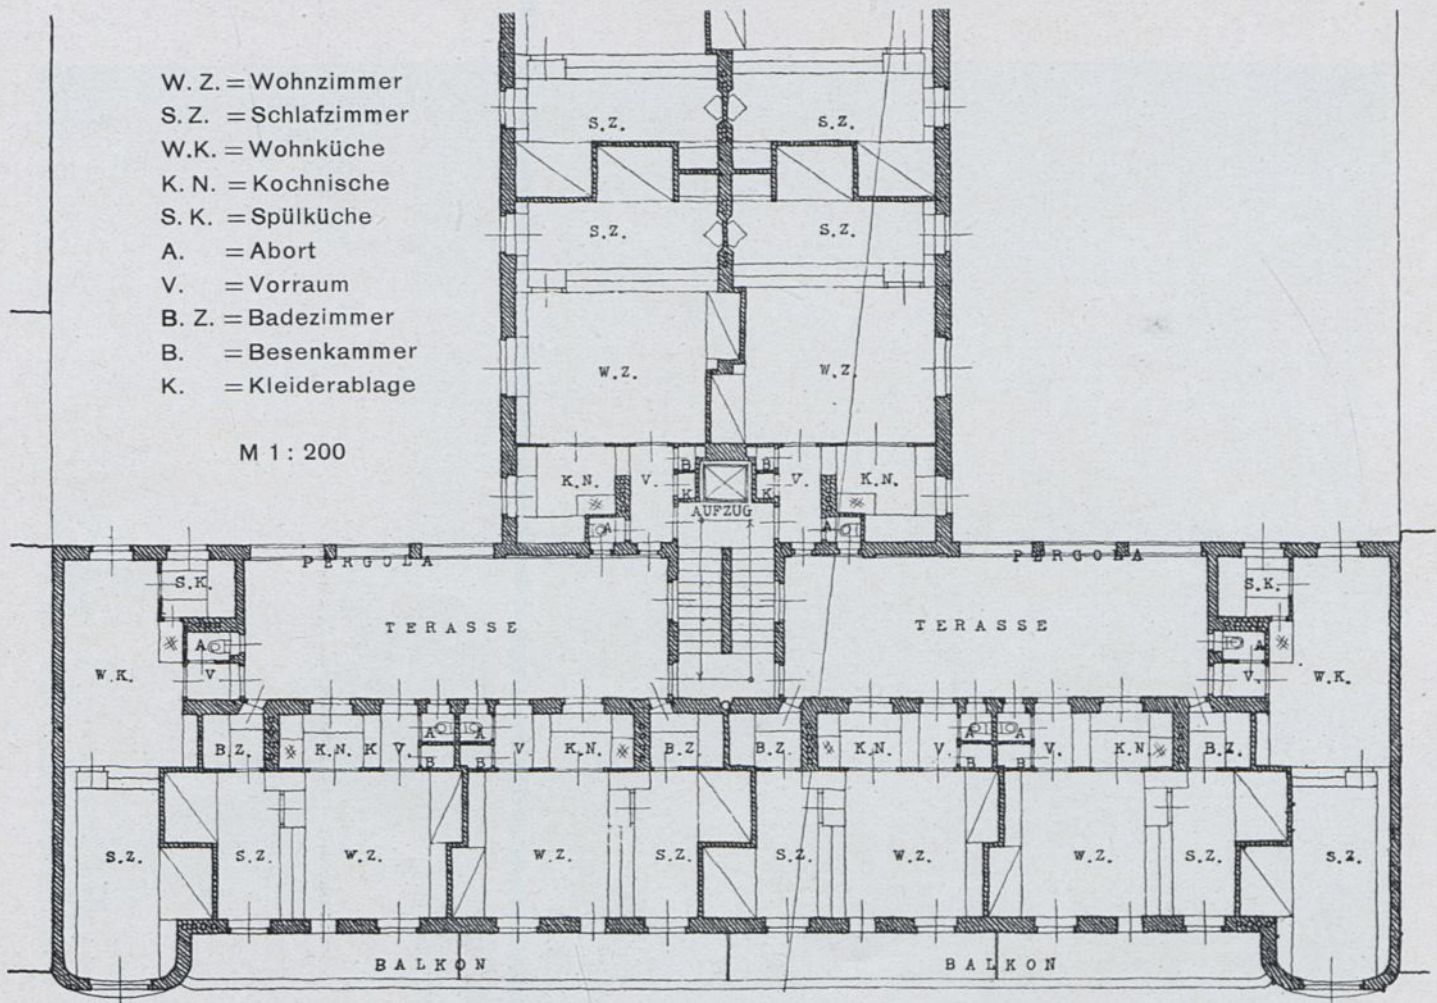 W. Z. = Wohnzimmer
S. Z. = Schlafzimmer
W.K. = Wohnküche
K. N. = Kochnische
S. K. = Spülküche
A. = Abort
V. = Vorraum
B. Z. = Badezimmer
B. = Besenkammer
K. = Kleiderablage
M 1 : 200
S.Z. S.Z.
S.Z. S.Z.
W.Z. W.Z.
B B
K.N. V. V. K.N.
K K
AUFZUG
A A
PERGOLA PERGOLA
S.K. S.K.
TERASSE TERASSE
A A
W.K. V V. W.K.
A A A A
B.Z. K.N. K V. V. K.N. B.Z. B.Z. K.N. V. V. K.N. B.Z.
B B B B
S.Z. S.Z. W.Z. W.Z. S.Z. S.Z. W.Z. W.Z. S.Z. S.Z.
BALKON BALKON